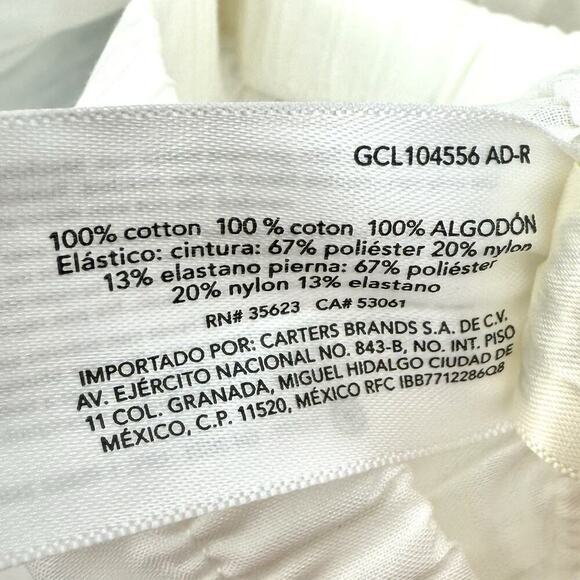 GCL104556 AD-R
100% cotton 100 % coton 100% ALGODÓN
Elástico: cintura: 67% poliéster 20% nylon
13% elastano pierna: 67% poliéster
20% nylon 13% elastano
RN# 35623 CA# 53061
IMPORTADO POR: CARTERS BRANDS S.A. DE C.V.
AV. EJÉRCITO NACIONAL NO. 843-B, NO. INT. PISO
11 COL. GRANADA, MIGUEL HIDALGO CIUDAD DE
MÉXICO, C.P. 11520, MÉXICO RFC IBB7712286Q8